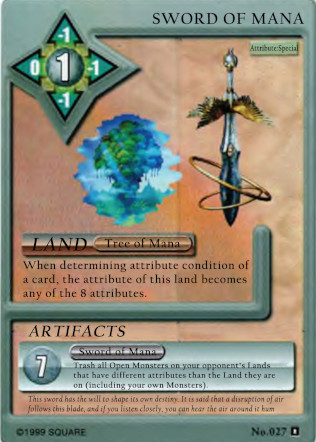 SWORD OF MANA
Attribute:Special
-1
0 1 -1
-1
LAND Tree of Mana
When determining attribute condition of
a card, the attribute of this land becomes
any of the 8 attributes.
ARTIFACTS
7 Sword of Mana
Trash all Open Monsters on your opponent's Lands
that have different attributes than the Land they are
on (including your own Monsters).
This sword has the will to shape its own destiny. It is said that a disruption of air
follows this blade, and if you listen closely, you can hear the air around it hum
©1999 SQUARE
No.027